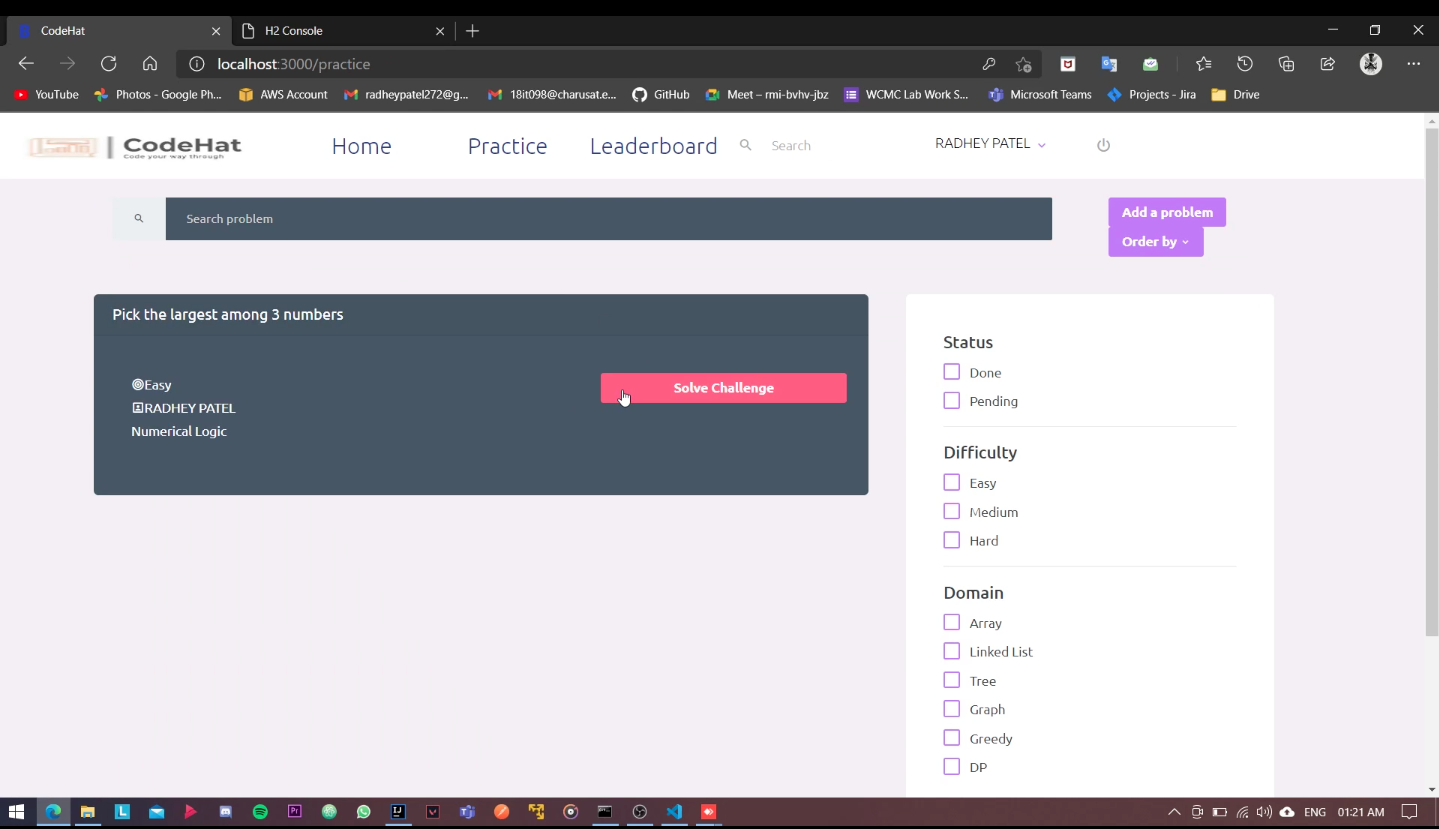 CodeHat
H2 Console
localhost:3000/practice
YouTube
Photos - Google Ph...
AWS Account
radheypatel272@g...
18it098@charusat.e...
GitHub
Meet – rmi-bvhv-jbz
WCMC Lab Work S...
Microsoft Teams
Projects - Jira
Drive
CodeHat
Code your way through
Home
Practice
Leaderboard
Search
RADHEY PATEL
Search problem
Add a problem
Order by
Pick the largest among 3 numbers
Easy
RADHEY PATEL
Numerical Logic
Solve Challenge
Status
Done
Pending
Difficulty
Easy
Medium
Hard
Domain
Array
Linked List
Tree
Graph
Greedy
DP
ENG
01:21 AM